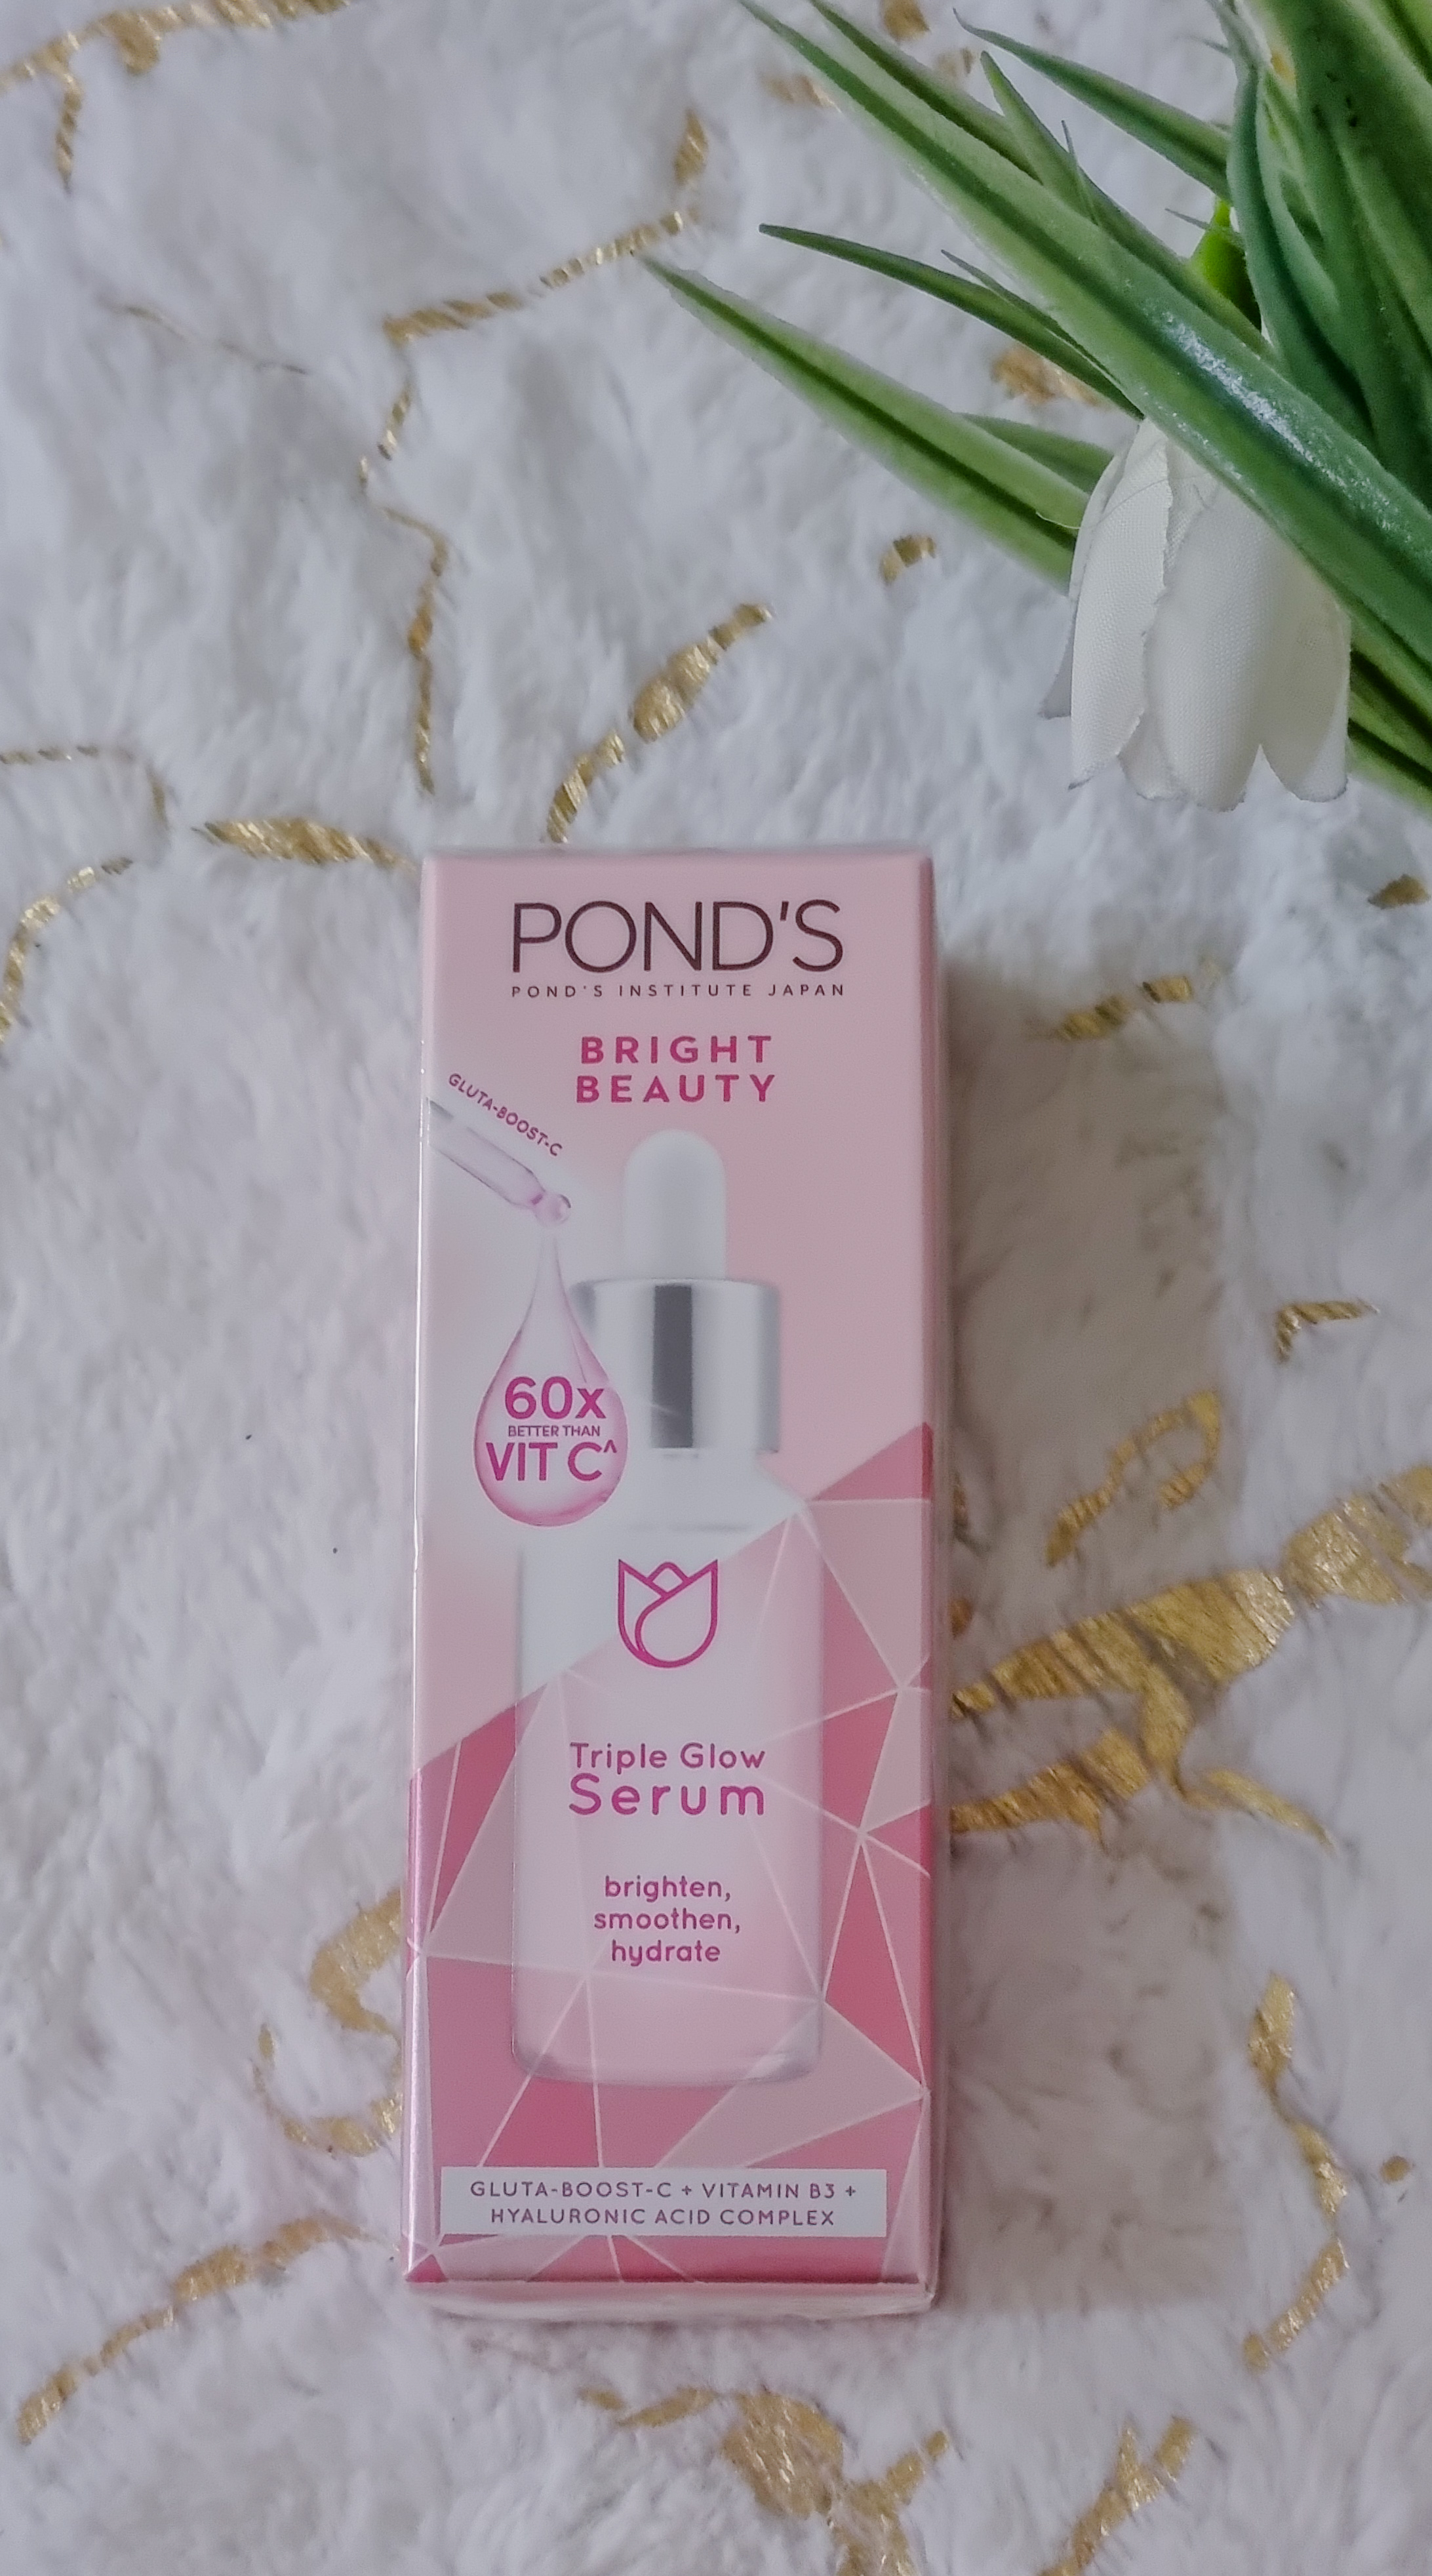 POND'S
POND'S INSTITUTE JAPAN
BRIGHT
BEAUTY
GLUTA-BOOST-C
60x
BETTER THAN
VIT C^
Triple Glow
Serum
brighten,
smoothen,
hydrate
GLUTA-BOOST-C + VITAMIN B3 +
HYALURONIC ACID COMPLEX